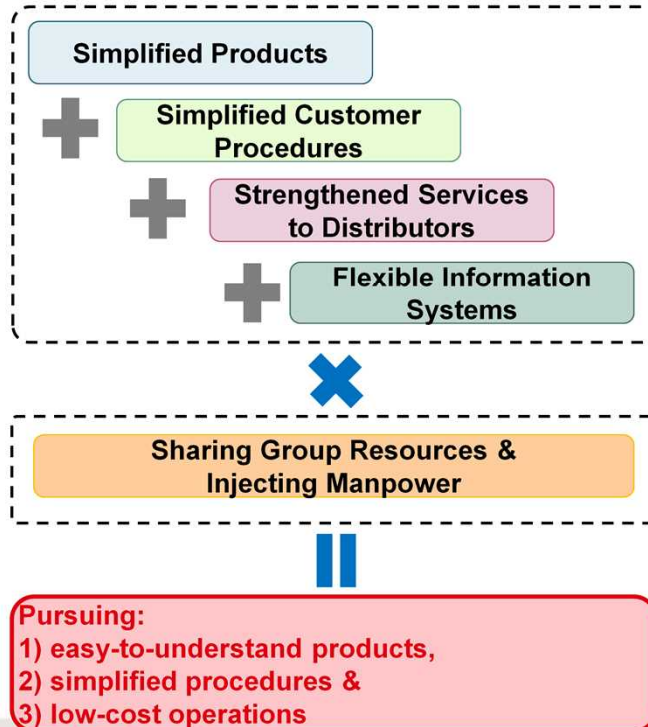 Simplified Products
Simplified Customer
Procedures
Strengthened Services
to Distributors
Flexible Information
Systems
Sharing Group Resources &
Injecting Manpower
Pursuing:
1) easy-to-understand products,
2) simplified procedures &
3) low-cost operations